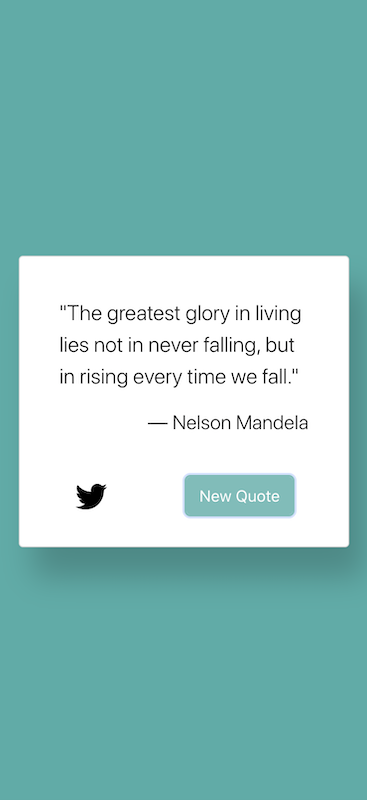 "The greatest glory in living
lies not in never falling, but
in rising every time we fall."
— Nelson Mandela
New Quote